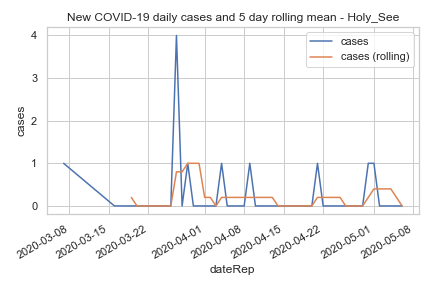 New COVID-19 daily cases and 5 day rolling mean - Holy_See
cases
cases (rolling)
cases
4
3
2
1
0
2020-03-08
2020-03-15
2020-03-22
2020-04-01
2020-04-08
2020-04-15
2020-04-22
2020-05-01
2020-05-08
dateRep